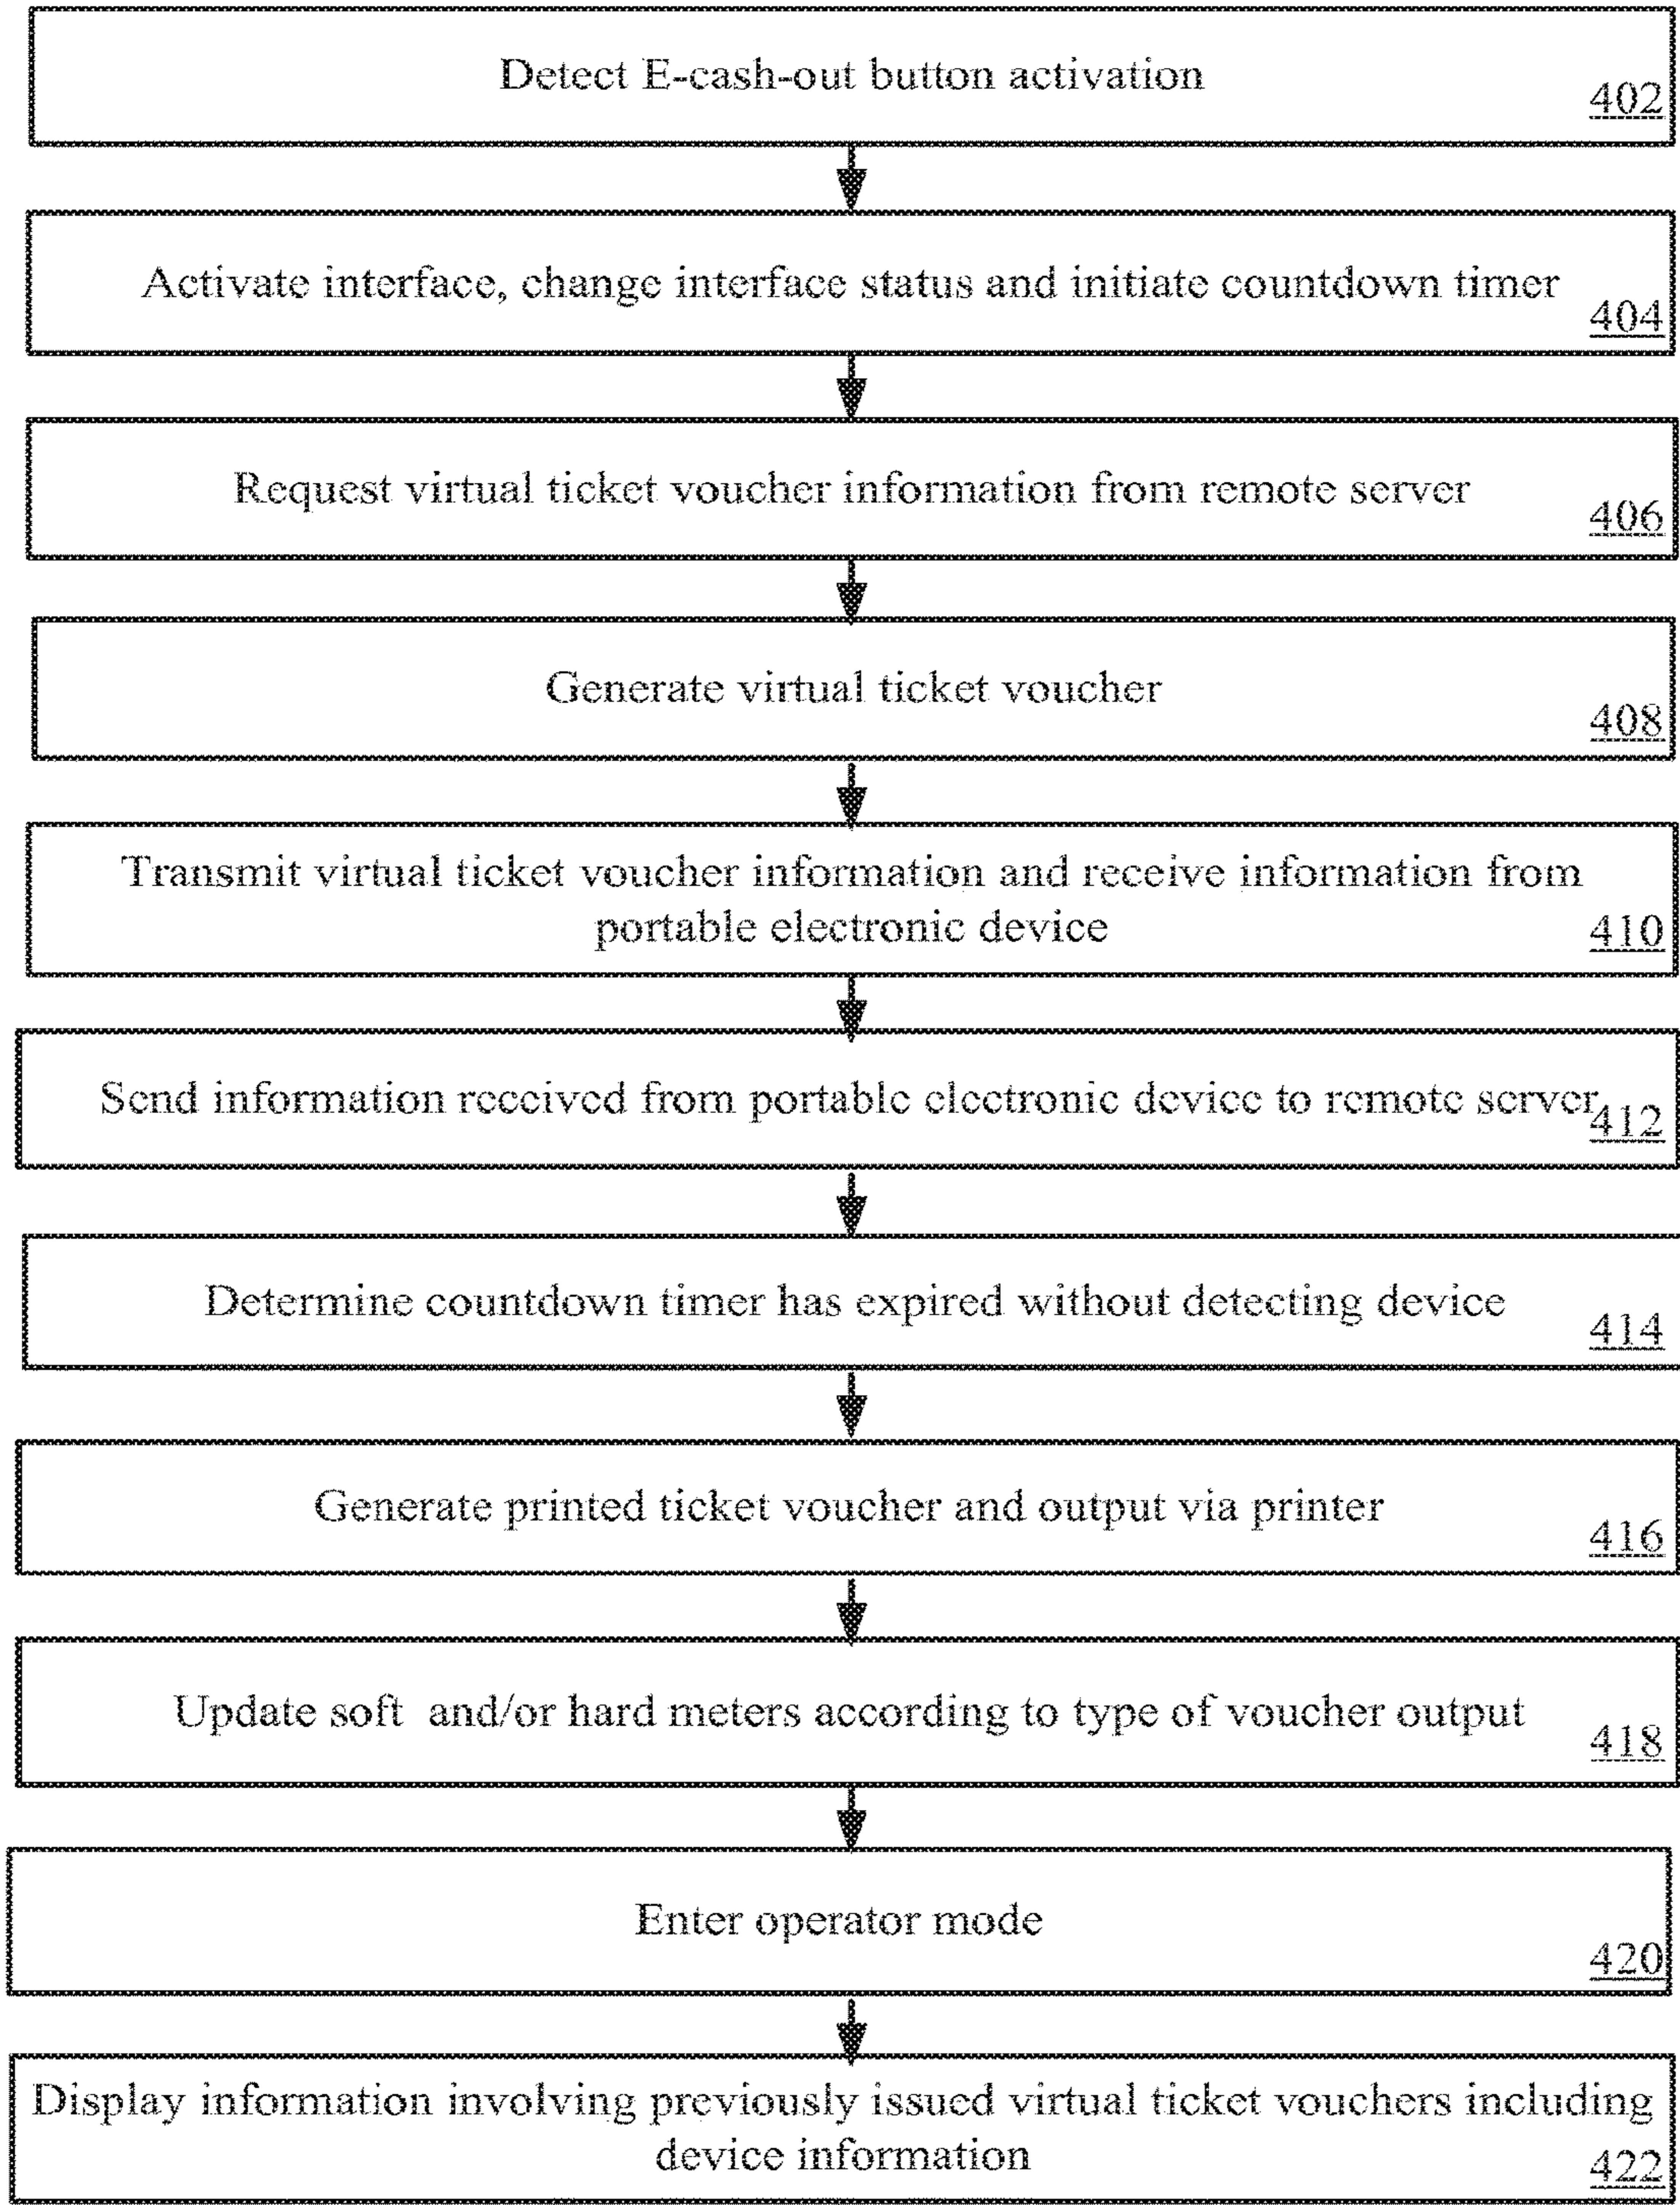 Detect E-cash-out button activation
402
Activate interface, change interface status and initiate countdown timer
404
Request virtual ticket voucher information from remote server
406
Generate virtual ticket voucher
408
Transmit virtual ticket voucher information and receive information from
portable electronic device
410
Send information received from portable electronic device to remote server
412
Determine countdown timer has expired without detecting device
414
Generate printed ticket voucher and output via printer
416
Update soft and/or hard meters according to type of voucher output
418
Enter operator mode
420
Display information involving previously issued virtual ticket vouchers including
device information
422